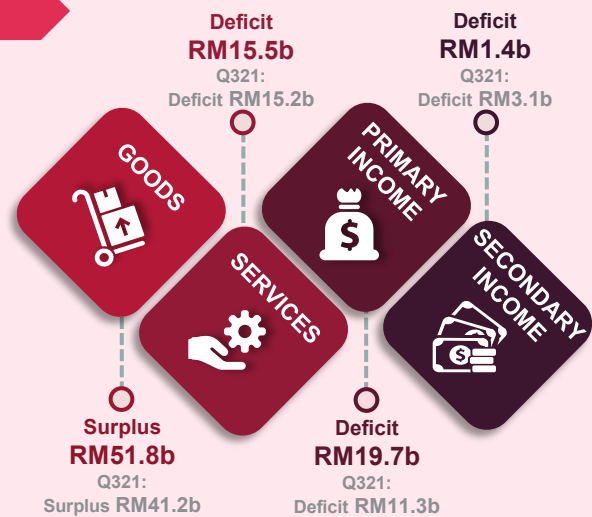 Deficit
RM15.5b
Q321:
Deficit RM15.2b
Deficit
RM1.4b
Q321:
Deficit RM3.1b
GOODS
SERVICES
PRIMARY
INCOME
SECONDARY
INCOME
Surplus
RM51.8b
Q321:
Surplus RM41.2b
Deficit
RM19.7b
Q321:
Deficit RM11.3b